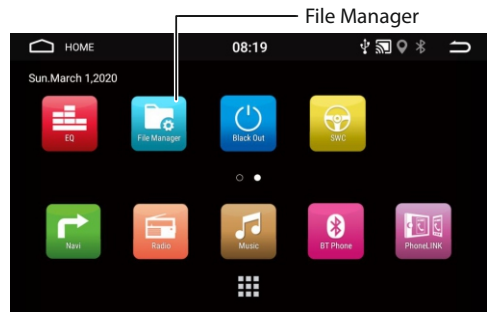 File Manager
HOME
08:19
Sun.March 1,2020
EQ
File Manager
Black Out
SWC
Navi
Radio
Music
BT Phone
PhoneLINK